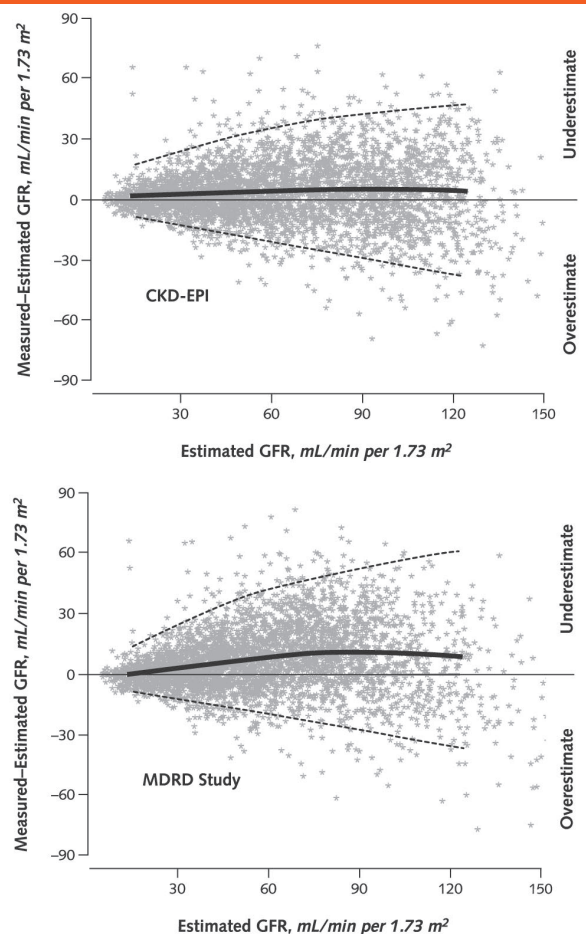 Measured–Estimated GFR, mL/min per 1.73 m²
90
60
30
0
–30
–60
–90
CKD-EPI
Underestimate
Overestimate
30 60 90 120 150
Estimated GFR, mL/min per 1.73 m²
Measured–Estimated GFR, mL/min per 1.73 m²
90
60
30
0
–30
–60
–90
MDRD Study
Underestimate
Overestimate
30 60 90 120 150
Estimated GFR, mL/min per 1.73 m²